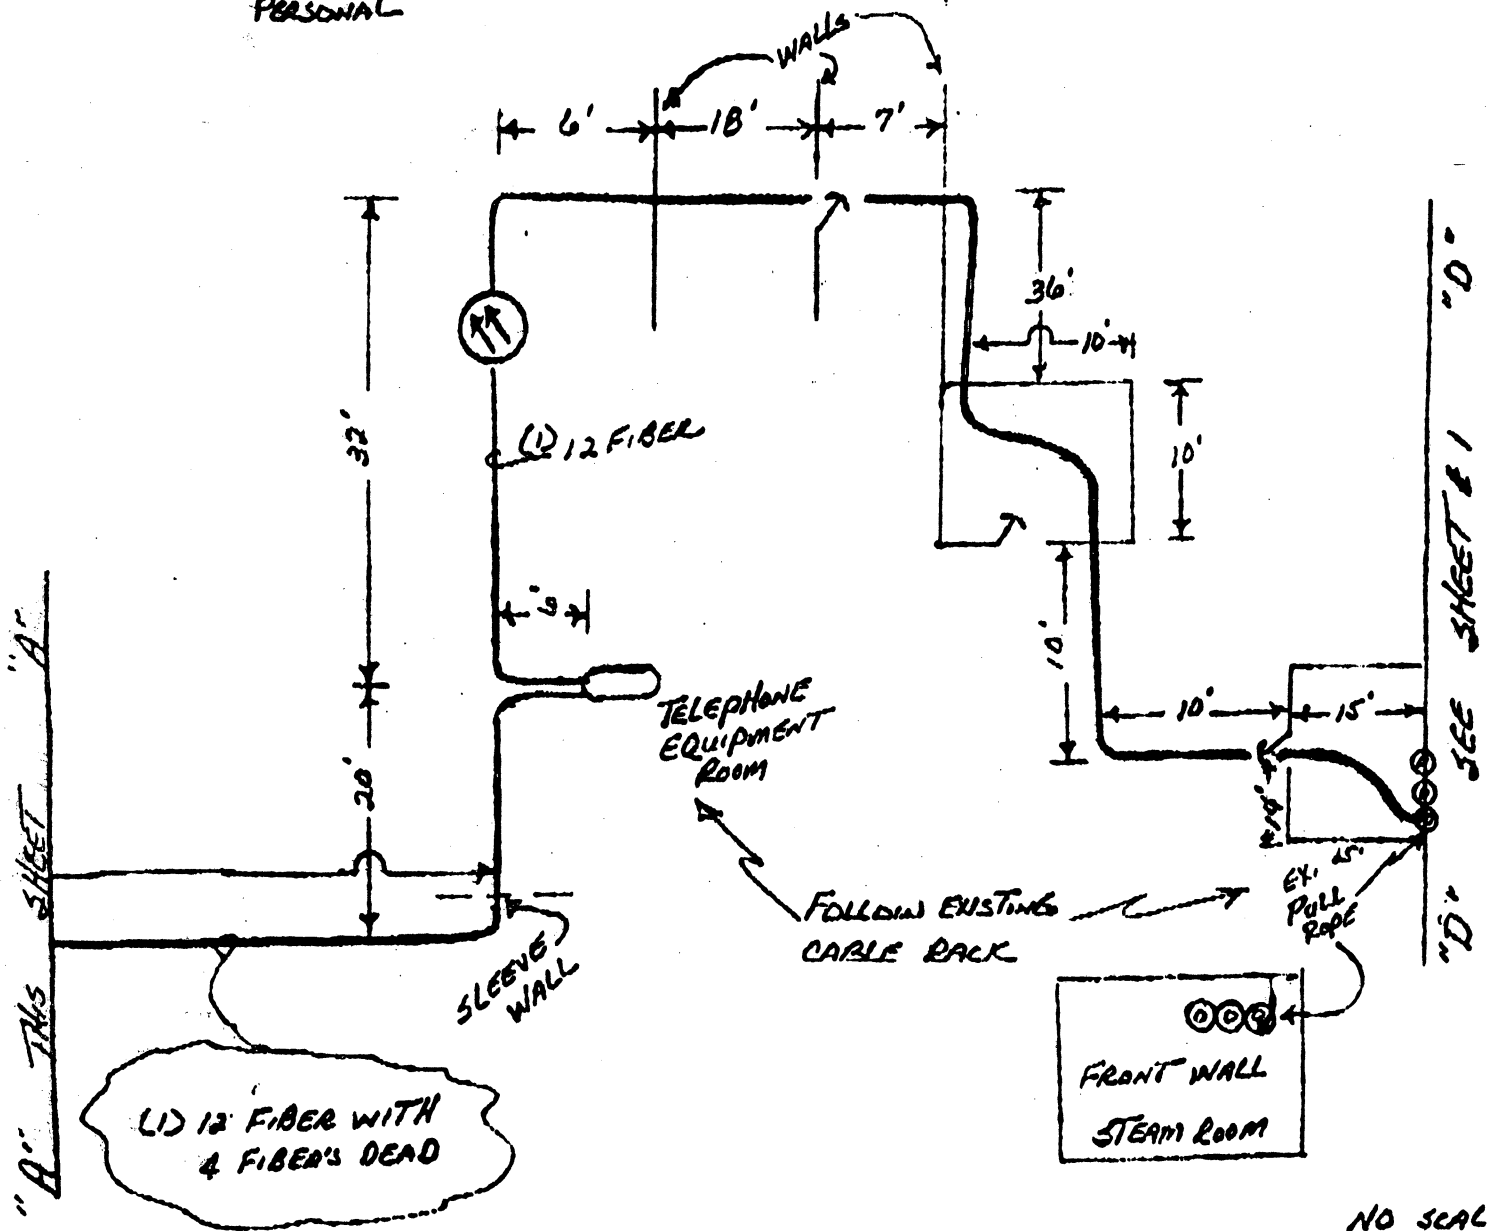 PERSONAL
WALLS
6'
18'
7'
36'
10'
32'
(1) 12 FIBER
10'
"D"
SEE SHEET # 1
"D"
10'
TELEPHONE
EQUIPMENT
ROOM
10'
15'
20'
15'
EX.
PULL
ROPE
FOLLOW EXISTING
CABLE RACK
SLEEVE
WALL
"A" THIS SHEET "A"
(1) 12 FIBER WITH
4 FIBER'S DEAD
FRONT WALL
STEAM ROOM
NO SCAL